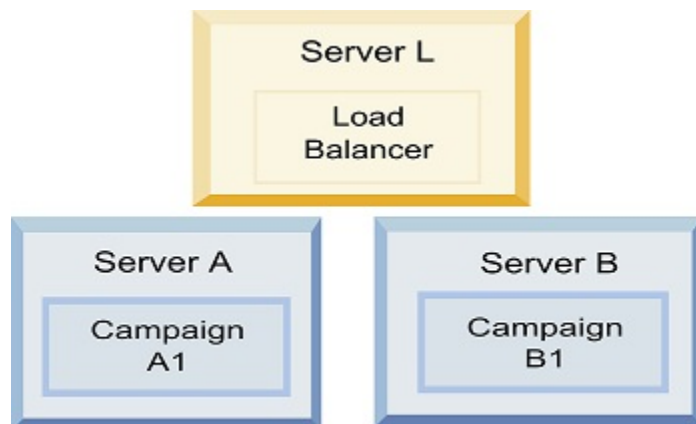 Server L
Load
Balancer
Server A
Server B
Campaign
A1
Campaign
B1